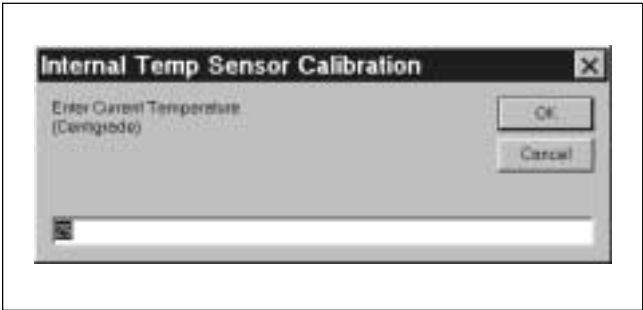 Internal Temp Sensor Calibration
Enter Current Temperature
(Centigrade)
OK
Cancel